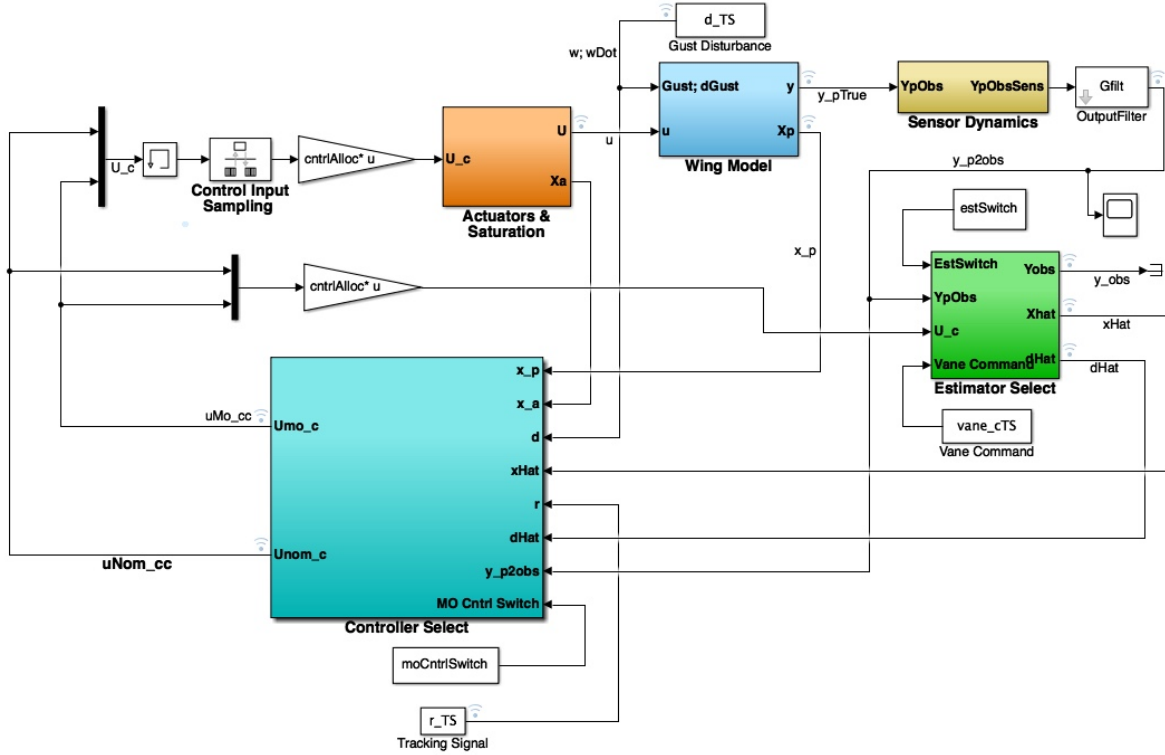 d_TS
Gust Disturbance
w; wDot
Gust; dGust
y
u
Xp
Wing Model
y_pTrue
YpObs
YpObsSens
Sensor Dynamics
Gfilt
OutputFilter
y_p2obs
U_c
Control Input
Sampling
cntrlAlloc* u
U_c
U
Xa
Actuators &
Saturation
u
x_p
estSwitch
EstSwitch
YpObs
U_c
Vane Command
Yobs
Xhat
dHat
Estimator Select
y_obs
xHat
dHat
vane_cTS
Vane Command
cntrlAlloc* u
uMo_cc
Umo_c
uNom_cc
Unom_c
x_p
x_a
d
xHat
r
dHat
y_p2obs
MO Cntrl Switch
Controller Select
moCntrlSwitch
r_TS
Tracking Signal